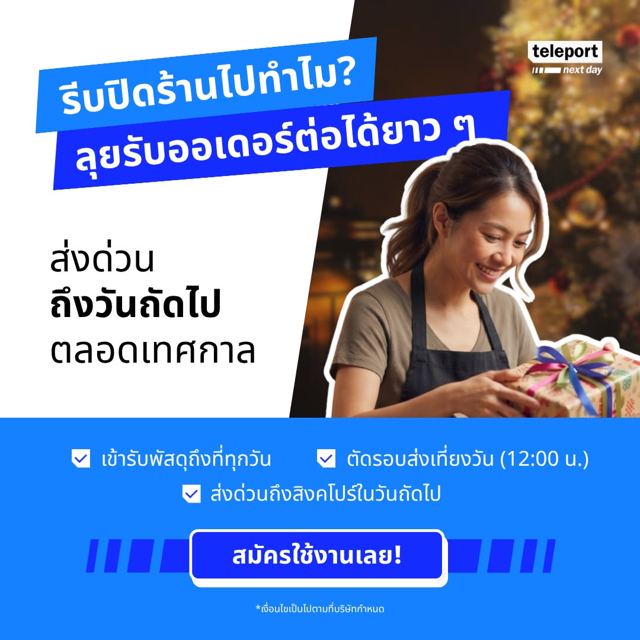 teleport
next day
รีบปิดร้านไปทำไม?
ลุยรับออเดอร์ต่อได้ยาว ๆ
ส่งด่วน
ถึงวันถัดไป
ตลอดเทศกาล
เข้ารับพัสดุถึงที่ทุกวัน
ตัดรอบส่งเที่ยงวัน (12:00 น.)
ส่งด่วนถึงสิงคโปร์ในวันถัดไป
สมัครใช้งานเลย!
*เงื่อนไขเป็นไปตามที่บริษัทกำหนด